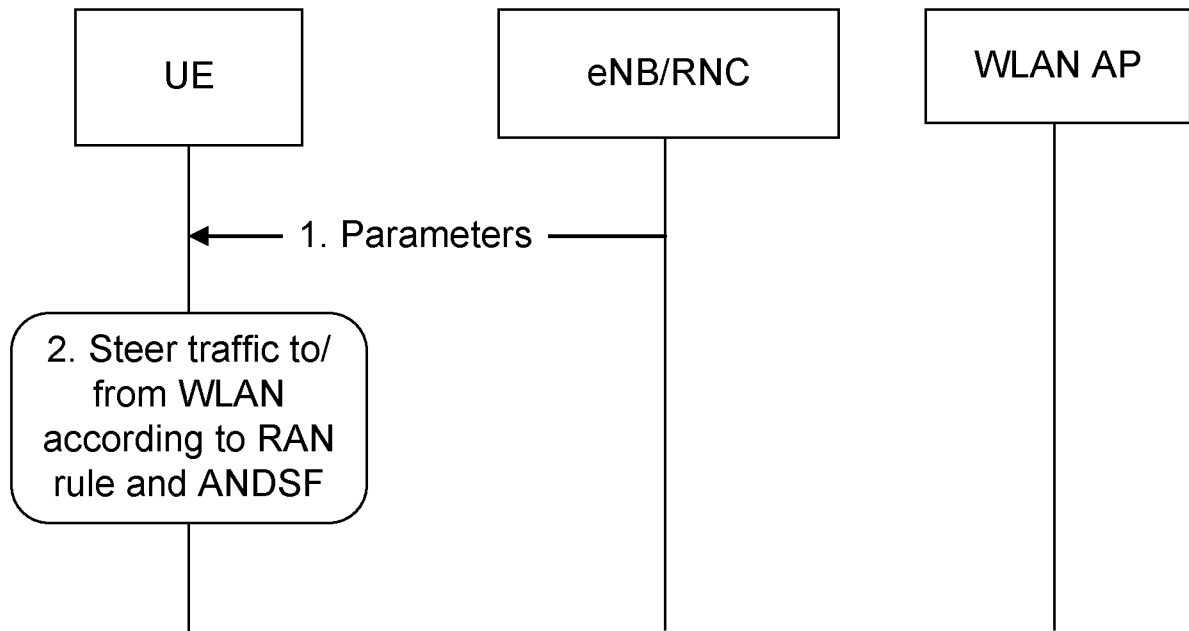 UE
eNB/RNC
WLAN AP
1. Parameters
2. Steer traffic to/
from WLAN
according to RAN
rule and ANDSF